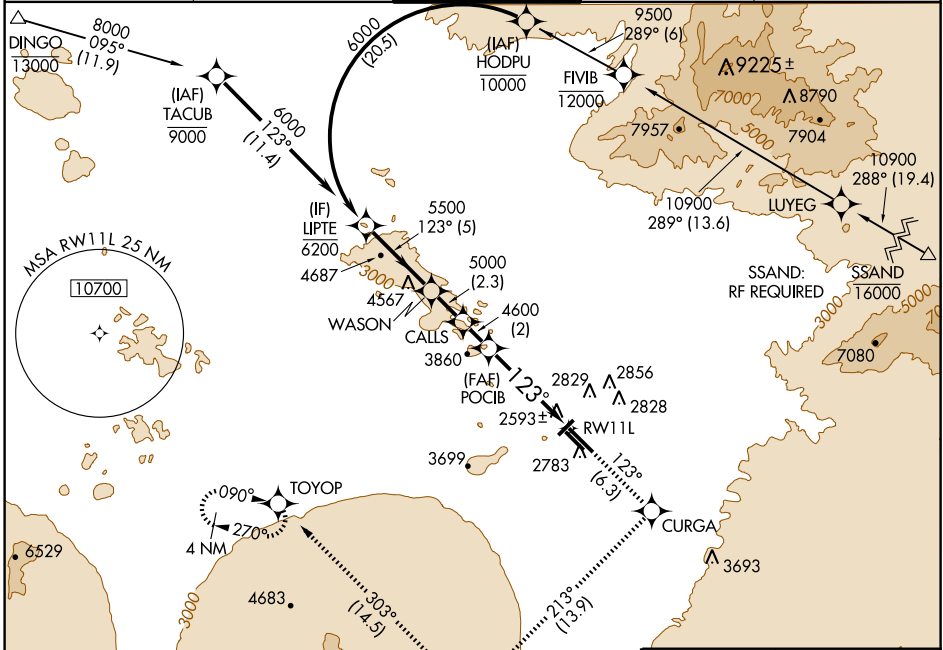 8000
095°
(11.9)
DINGO
13000
(IAF)
TACUB
9000
6000
123°
(11.4)
6000
(20.5)
(IAF)
HODPU
10000
9500
289° (6)
FIVIB
12000
9225±
8790
7000
7904
7957
5000
10900
289° (13.6)
10900
288° (19.4)
LUYEG
SSAND:
RF REQUIRED
SSAND
16000
3000
5000
7080
MSA RW11L 25 NM
10700
(IF)
LIPTE
6200
5500
123° (5)
4687
3000
4567
WASON
5000
(2.3)
CALLS
4600
(2)
3860
(FAF)
POCIB
123°
2829
2856
2828
2593±
RW11L
2783
3699
123°
(6.3)
CURGA
3693
090°
TOYOP
270°
4 NM
6529
3000
4683
303°
(14.5)
213°
(13.9)